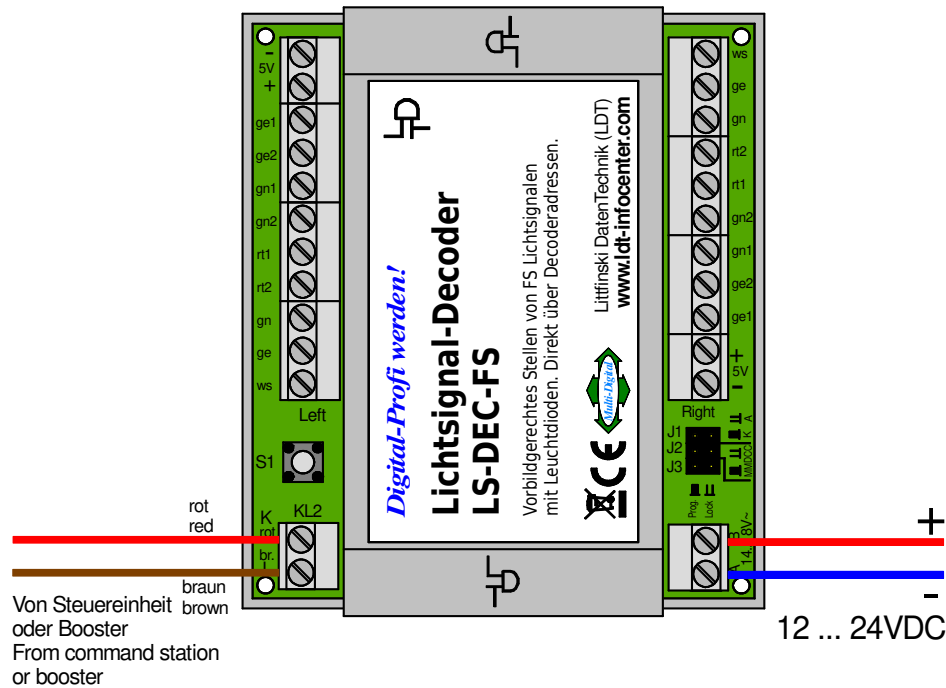 -
5V
+
ge1
ge2
gn1
gn2
rt1
rt2
gn
ge
ws
Left
S1
KL2
K
rot
br.
rot
red
braun
brown
Von Steuereinheit
oder Booster
From command station
or booster
Digital-Profi werden!
Lichtsignal-Decoder
LS-DEC-FS
Vorbildgerechtes Stellen von FS Lichtsignalen
mit Leuchtdioden. Direkt über Decoderadressen.
Multi-Digital
CE
Littfinski DatenTechnik (LDT)
www.ldt-infocenter.com
ws
ge
gn
rt2
rt1
gn2
gn1
ge2
ge1
+
5V
-
Right
J1
J2
J3
K A
MM DCC
Prog.
Lock
+
-
12 ... 24VDC